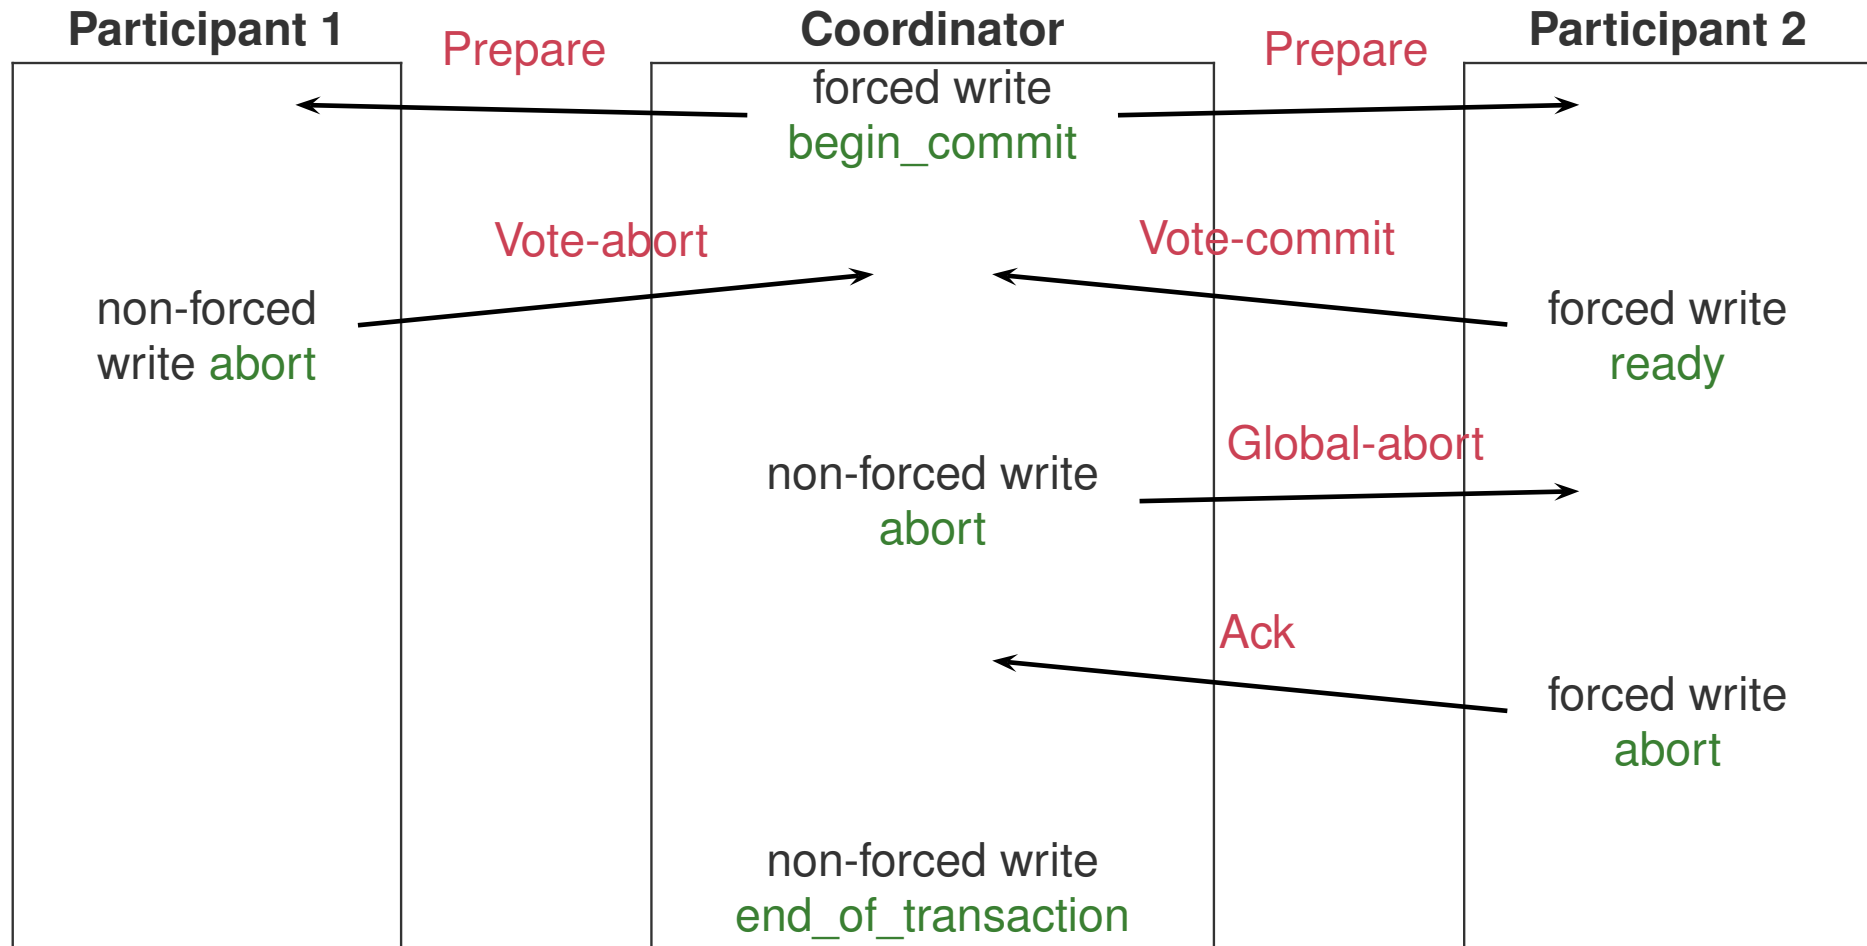 Participant 1
Prepare
Coordinator
Prepare
Participant 2
forced write
begin_commit
Vote-abort
Vote-commit
non-forced
write abort
forced write
ready
Global-abort
non-forced write
abort
Ack
forced write
abort
non-forced write
end_of_transaction